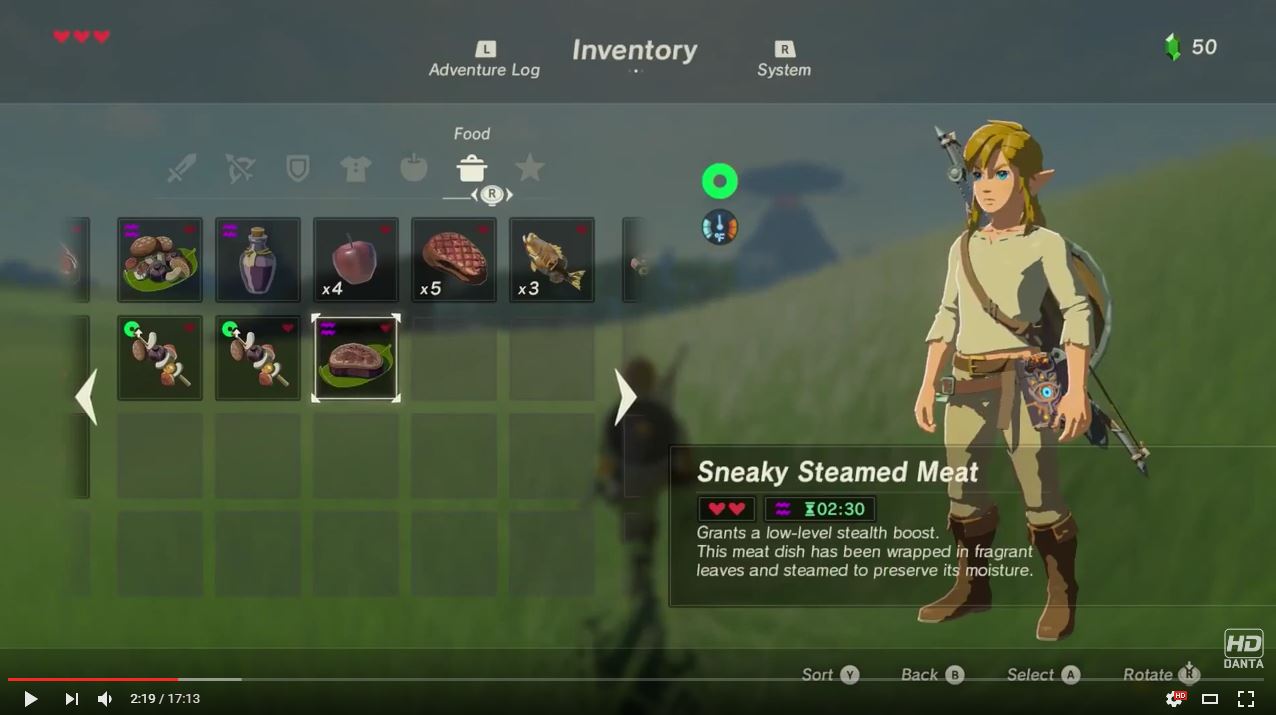 L
Inventory
R
50
Adventure Log
System
Food
R
x4
x5
x3
°F
Sneaky Steamed Meat
02:30
Grants a low-level stealth boost.
This meat dish has been wrapped in fragrant
leaves and steamed to preserve its moisture.
HD
DANTA
Sort Y
Back B
Select A
Rotate R
2:19 / 17:13
HD